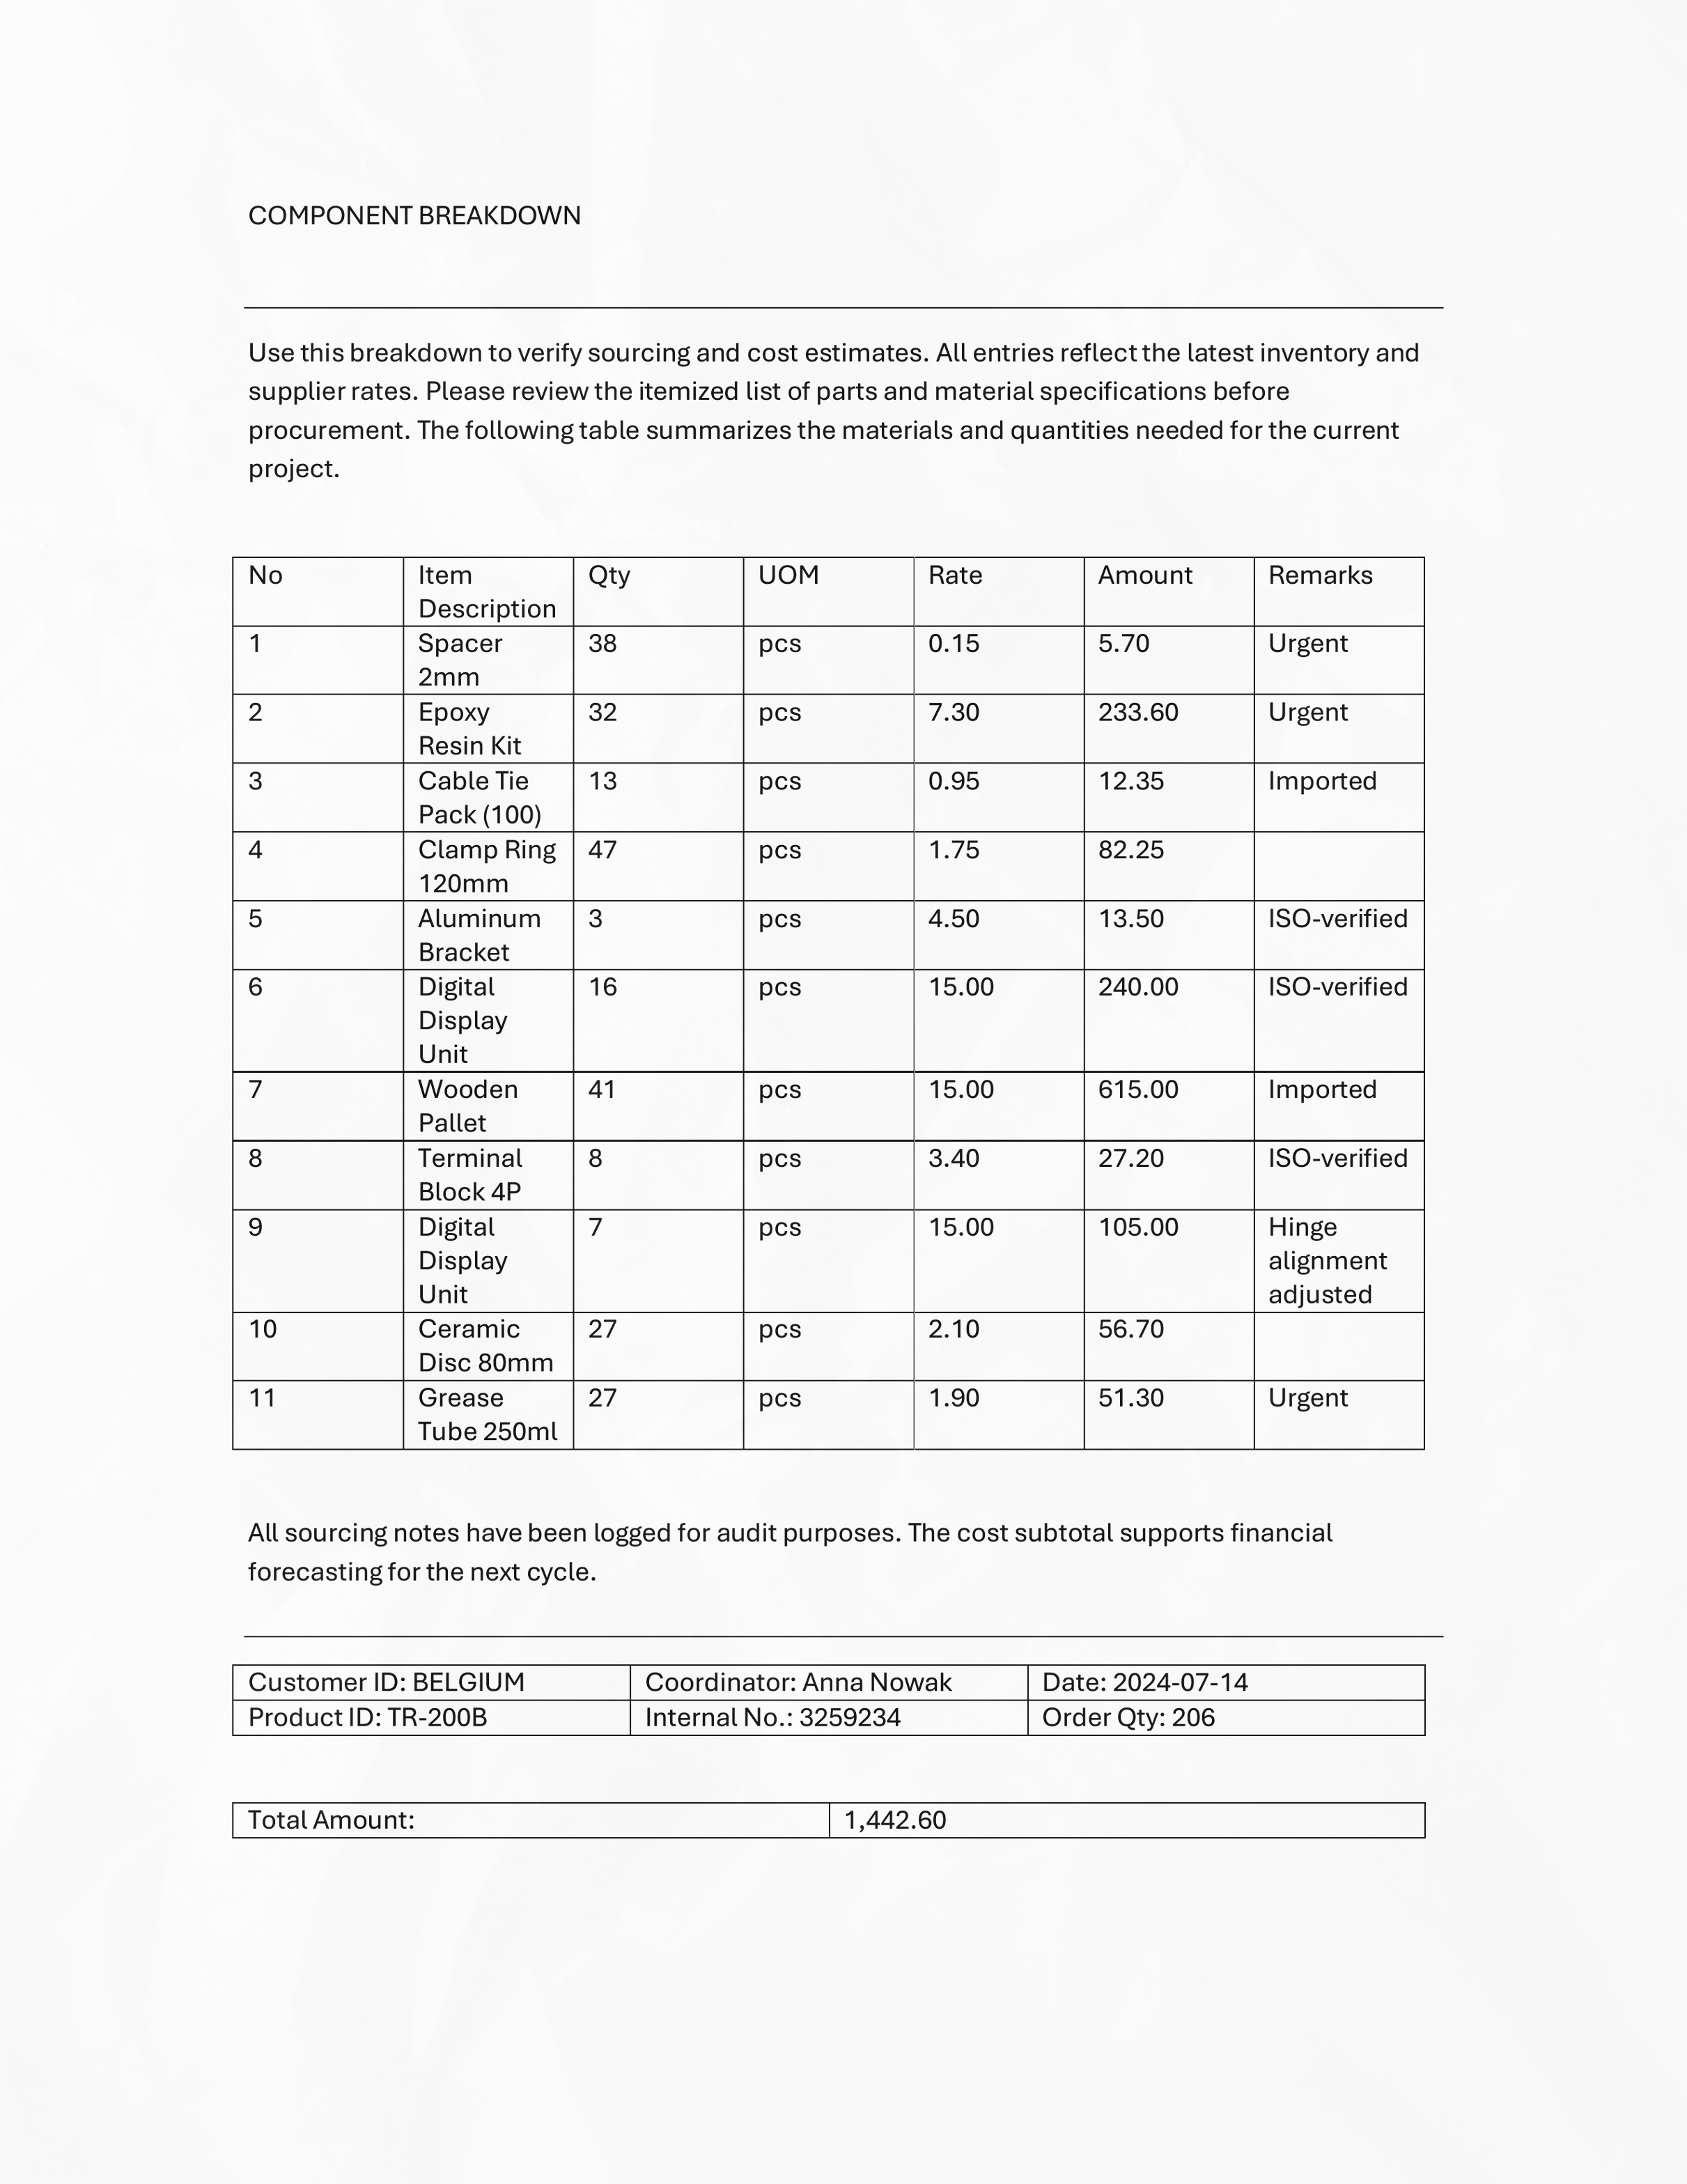 COMPONENT BREAKDOWN
Use this breakdown to verify sourcing and cost estimates. All entries reflect the latest inventory and
supplier rates. Please review the itemized list of parts and material specifications before
procurement. The following table summarizes the materials and quantities needed for the current
project.
No Item Description Qty UOM Rate Amount Remarks
1 Spacer 2mm 38 pcs 0.15 5.70 Urgent
2 Epoxy Resin Kit 32 pcs 7.30 233.60 Urgent
3 Cable Tie Pack (100) 13 pcs 0.95 12.35 Imported
4 Clamp Ring 120mm 47 pcs 1.75 82.25
5 Aluminum Bracket 3 pcs 4.50 13.50 ISO-verified
6 Digital Display Unit 16 pcs 15.00 240.00 ISO-verified
7 Wooden Pallet 41 pcs 15.00 615.00 Imported
8 Terminal Block 4P 8 pcs 3.40 27.20 ISO-verified
9 Digital Display Unit 7 pcs 15.00 105.00 Hinge alignment adjusted
10 Ceramic Disc 80mm 27 pcs 2.10 56.70
11 Grease Tube 250ml 27 pcs 1.90 51.30 Urgent
All sourcing notes have been logged for audit purposes. The cost subtotal supports financial
forecasting for the next cycle.
Customer ID: BELGIUM Coordinator: Anna Nowak Date: 2024-07-14
Product ID: TR-200B Internal No.: 3259234 Order Qty: 206
Total Amount: 1,442.60